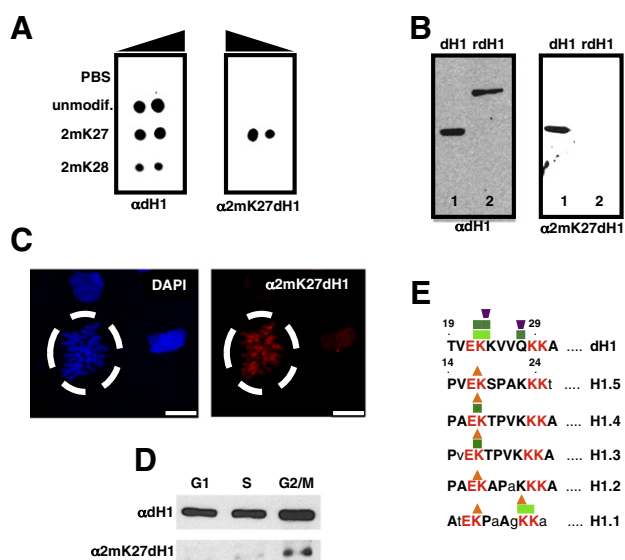 A
PBS
unmodif.
2mK27
2mK28
αdH1
α2mK27dH1
B
dH1 rdH1
dH1 rdH1
1 2
1 2
αdH1
α2mK27dH1
C
DAPI
α2mK27dH1
D
G1 S G2/M
αdH1
α2mK27dH1
E
19 29
TVEKKVVQKKA .... dH1
14 24
PVEKSPAKKKt .... H1.5
PAEKTPVKKKA .... H1.4
PvEKTPVKKKA .... H1.3
PAEKAPaKKKA .... H1.2
AtEKPaAgKKa .... H1.1